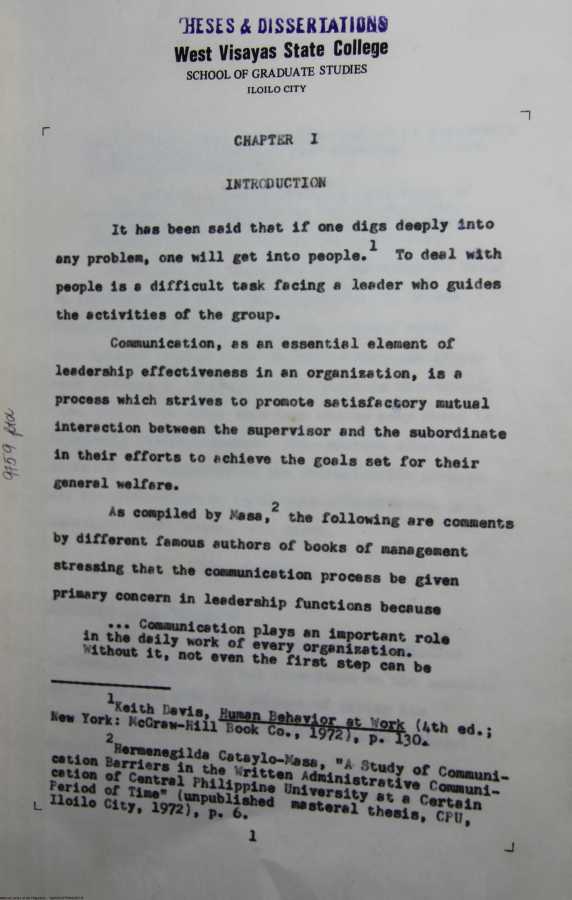 THESES & DISSERTATIONS
West Visayas State College
SCHOOL OF GRADUATE STUDIES
ILOILO CITY
CHAPTER I
INTRODUCTION
It has been said that if one digs deeply into
any problem, one will get into people.1 To deal with
people is a difficult task facing a leader who guides
the activities of the group.
Communication, as an essential element of
leadership effectiveness in an organization, is a
process which strives to promote satisfactory mutual
interaction between the supervisor and the subordinate
in their efforts to achieve the goals set for their
general welfare.
As compiled by Masa,2 the following are comments
by different famous authors of books of management
stressing that the communication process be given
primary concern in leadership functions because
... Communication plays an important role
in the daily work of every organization.
Without it, not even the first step can be
1Keith Davis, Human Behavior at Work (4th ed.;
New York: McGraw-Hill Book Co., 1972), p. 130.
2Hermenegilda Cataylo-Masa, "A Study of Communi-
cation Barriers in the Written Administrative Communi-
cation of Central Philippine University at a Certain
Period of Time" (unpublished masteral thesis, CPU,
Iloilo City, 1972), p. 6.
1